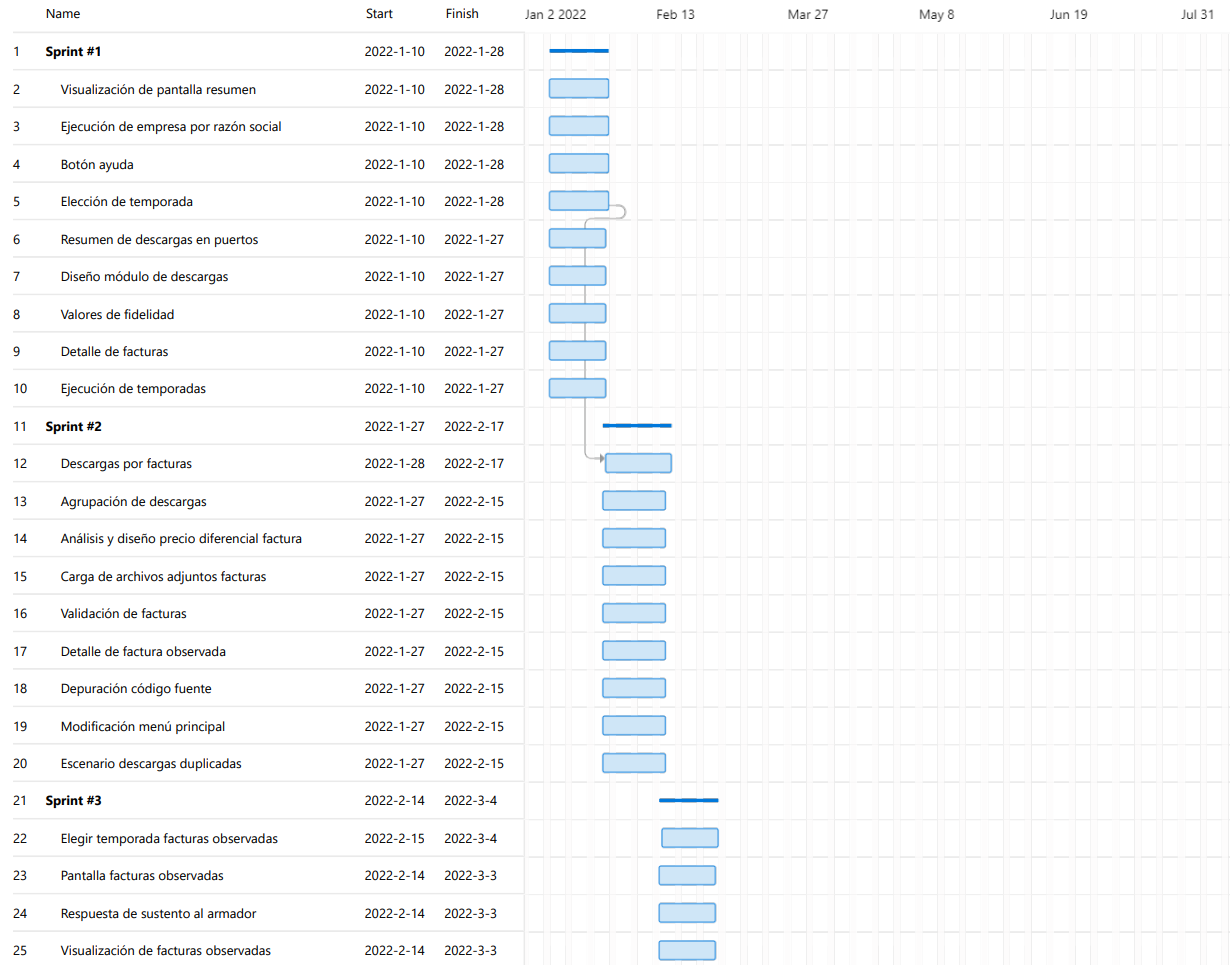 Name Start Finish Jan 2 2022 Feb 13 Mar 27 May 8 Jun 19 Jul 31
1 Sprint #1 2022-1-10 2022-1-28
2 Visualización de pantalla resumen 2022-1-10 2022-1-28
3 Ejecución de empresa por razón social 2022-1-10 2022-1-28
4 Botón ayuda 2022-1-10 2022-1-28
5 Elección de temporada 2022-1-10 2022-1-28
6 Resumen de descargas en puertos 2022-1-10 2022-1-27
7 Diseño módulo de descargas 2022-1-10 2022-1-27
8 Valores de fidelidad 2022-1-10 2022-1-27
9 Detalle de facturas 2022-1-10 2022-1-27
10 Ejecución de temporadas 2022-1-10 2022-1-27
11 Sprint #2 2022-1-27 2022-2-17
12 Descargas por facturas 2022-1-28 2022-2-17
13 Agrupación de descargas 2022-1-27 2022-2-15
14 Análisis y diseño precio diferencial factura 2022-1-27 2022-2-15
15 Carga de archivos adjuntos facturas 2022-1-27 2022-2-15
16 Validación de facturas 2022-1-27 2022-2-15
17 Detalle de factura observada 2022-1-27 2022-2-15
18 Depuración código fuente 2022-1-27 2022-2-15
19 Modificación menú principal 2022-1-27 2022-2-15
20 Escenario descargas duplicadas 2022-1-27 2022-2-15
21 Sprint #3 2022-2-14 2022-3-4
22 Elegir temporada facturas observadas 2022-2-15 2022-3-4
23 Pantalla facturas observadas 2022-2-14 2022-3-3
24 Respuesta de sustento al armador 2022-2-14 2022-3-3
25 Visualización de facturas observadas 2022-2-14 2022-3-3